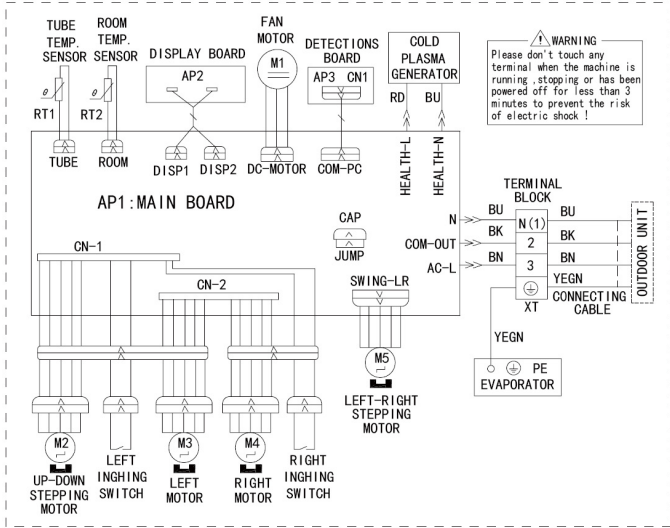 TUBE
TEMP.
SENSOR
ROOM
TEMP.
SENSOR
DISPLAY BOARD
AP2
FAN
MOTOR
M1
DETECTIONS
BOARD
AP3 CN1
COLD
PLASMA
GENERATOR
WARNING
Please don't touch any
terminal when the machine is
running ,stopping or has been
powered off for less than 3
minutes to prevent the risk
of electric shock !
θ
RT1
θ
RT2
RD
BU
TUBE
ROOM
DISP1
DISP2
DC-MOTOR
COM-PC
HEALTH-L
HEALTH-N
AP1:MAIN BOARD
CAP
JUMP
N
COM-OUT
AC-L
BU
BK
BN
TERMINAL
BLOCK
N(1)
2
3
XT
BU
BK
BN
YEGN
CONNECTING
CABLE
OUTDOOR UNIT
CN-1
CN-2
SWING-LR
YEGN
PE
EVAPORATOR
M5
LEFT-RIGHT
STEPPING
MOTOR
M2
UP-DOWN
STEPPING
MOTOR
LEFT
INGHING
SWITCH
M3
LEFT
MOTOR
M4
RIGHT
MOTOR
RIGHT
INGHING
SWITCH